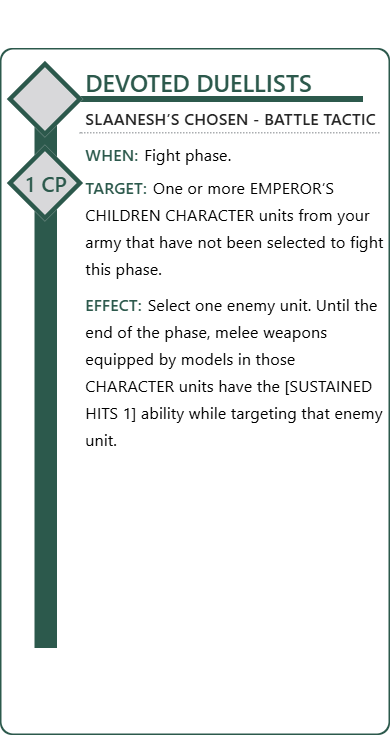 DEVOTED DUELLISTS
SLAANESH’S CHOSEN - BATTLE TACTIC
WHEN: Fight phase.
1 CP
TARGET: One or more EMPEROR’S
CHILDREN CHARACTER units from your
army that have not been selected to fight
this phase.
EFFECT: Select one enemy unit. Until the
end of the phase, melee weapons
equipped by models in those
CHARACTER units have the [SUSTAINED
HITS 1] ability while targeting that enemy
unit.